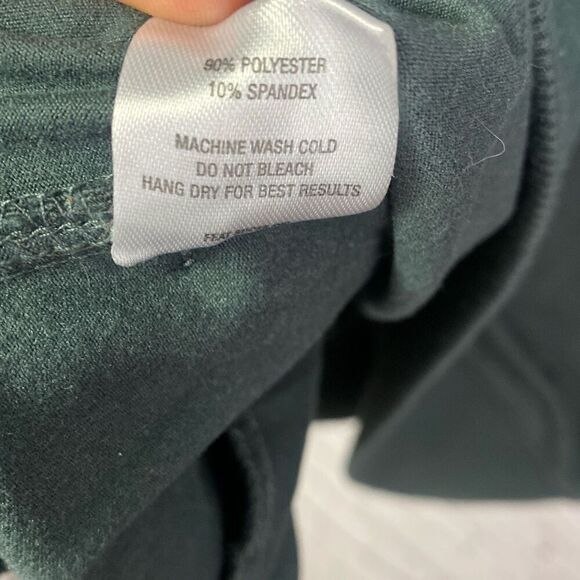 90% POLYESTER
10% SPANDEX
MACHINE WASH COLD
DO NOT BLEACH
HANG DRY FOR BEST RESULTS